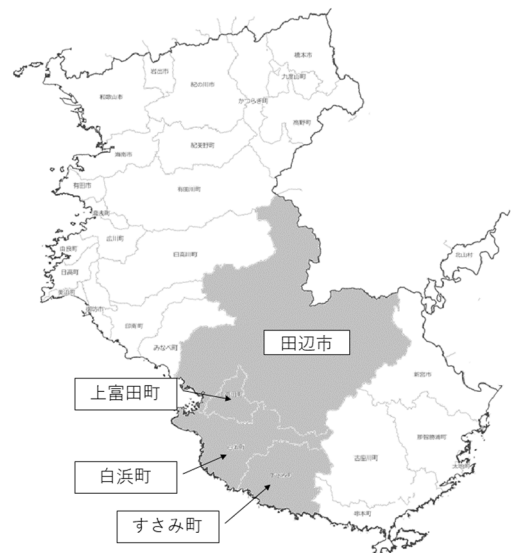 橋本市
岩出市
九度山町
紀の川市
和歌山市
かつらぎ町
高野町
紀美野町
海南市
有田市
有田川町
湯浅町
広川町
由良町
日高川町
日高町
北山村
美浜町
御坊市
印南町
田辺市
みなべ町
新宮市
上富田町
那智勝浦町
古座川町
太地町
白浜町
串本町
すさみ町